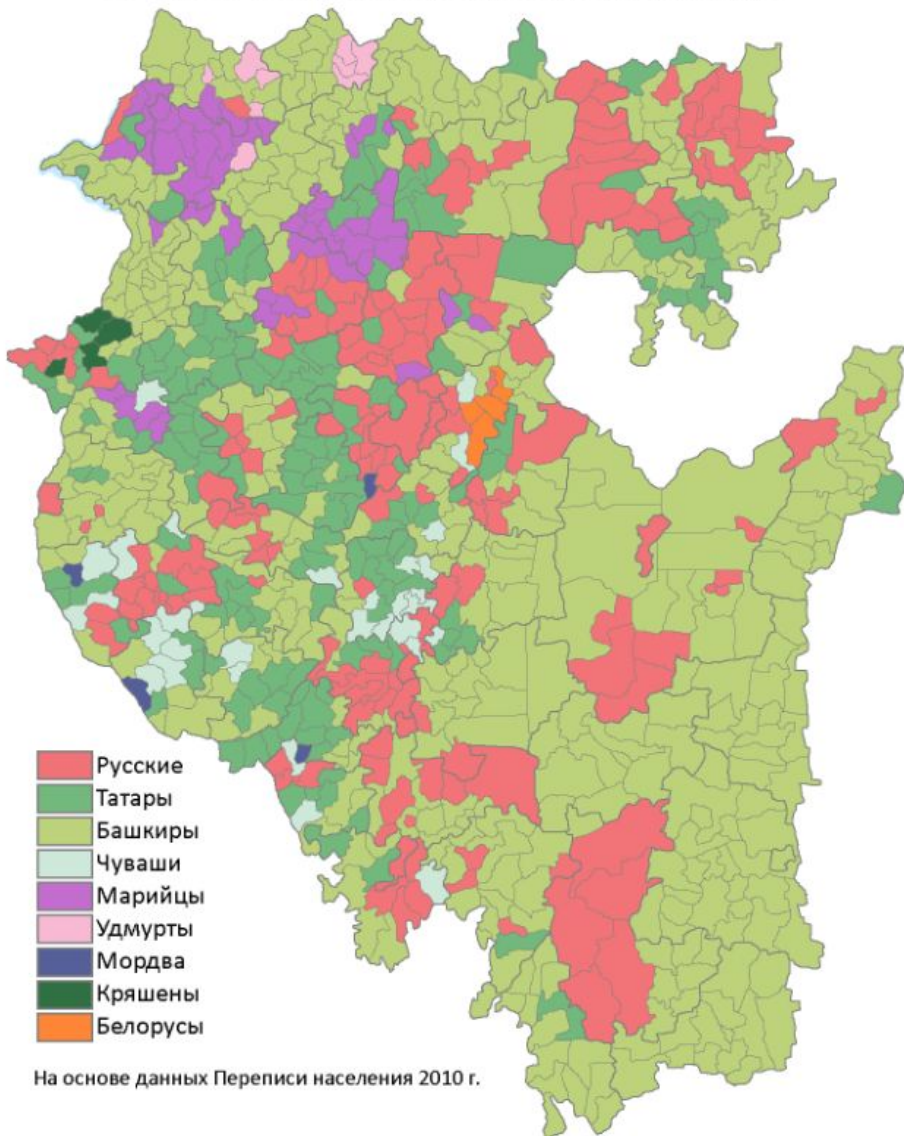 Русские
Татары
Башкиры
Чуваши
Марийцы
Удмурты
Мордва
Кряшены
Белорусы
На основе данных Переписи населения 2010 г.